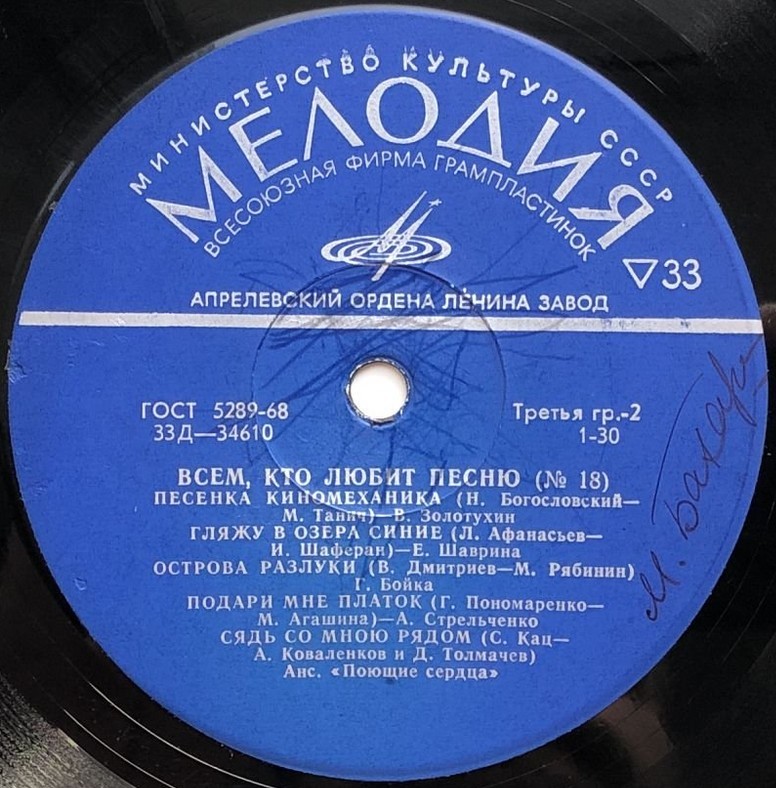 МИНИСТЕРСТВО КУЛЬТУРЫ СССР
МЕЛОДИЯ
ВСЕСОЮЗНАЯ ФИРМА ГРАМПЛАСТИНОК
33
АПРЕЛЕВСКИЙ ОРДЕНА ЛЕНИНА ЗАВОД
ГОСТ 5289-68
33Д—34610
Третья гр.-2
1-30
ВСЕМ, КТО ЛЮБИТ ПЕСНЮ (№ 18)
ПЕСЕНКА КИНОМЕХАНИКА (Н. Богословский—
М. Танич)—В. Золотухин
ГЛЯЖУ В ОЗЕРА СИНИЕ (Л. Афанасьев—
И. Шаферан)—Е. Шаврина
ОСТРОВА РАЗЛУКИ (В. Дмитриев—М. Рябинин)
Г. Бойка
ПОДАРИ МНЕ ПЛАТОК (Г. Пономаренко—
М. Агашина)—А. Стрельченко
СЯДЬ СО МНОЮ РЯДОМ (С. Кац—
А. Коваленков и Д. Толмачев)
Анс. «Поющие сердца»
М.